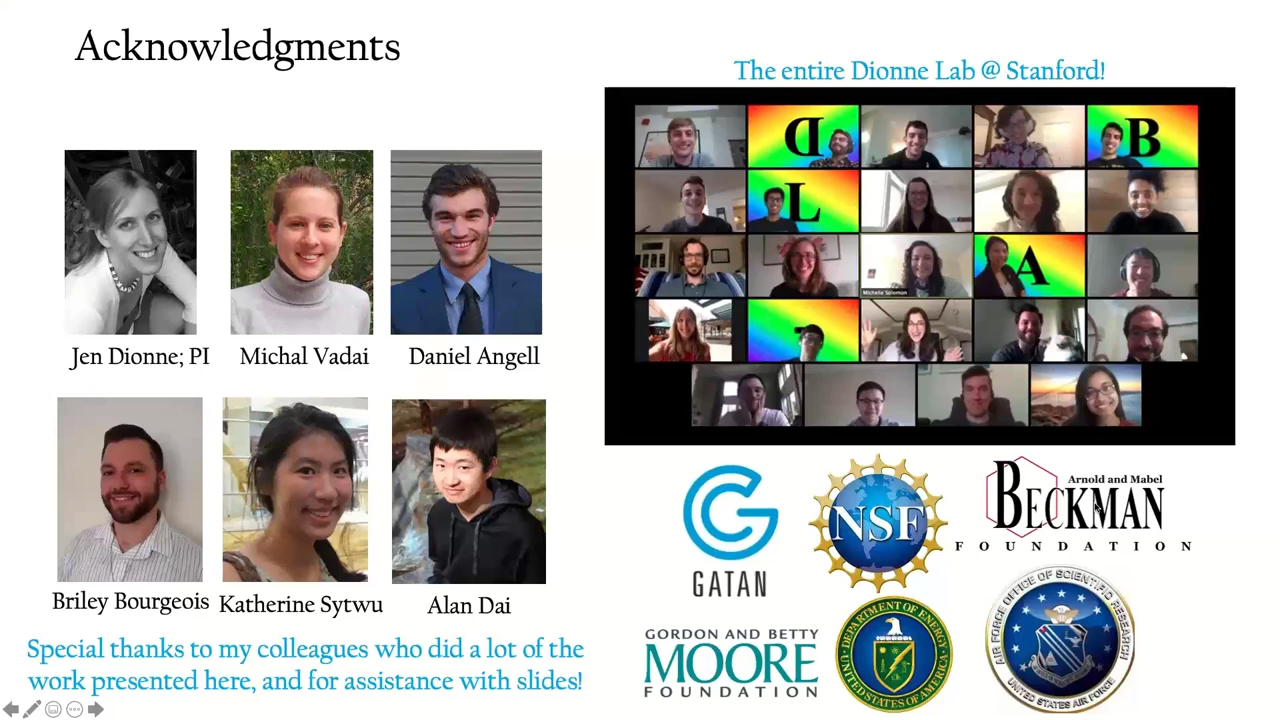 Acknowledgments
Jen Dionne; PI
Michal Vadai
Daniel Angell
Briley Bourgeois
Katherine Sytwu
Alan Dai
Special thanks to my colleagues who did a lot of the
work presented here, and for assistance with slides!
The entire Dionne Lab @ Stanford!
D
B
L
Michelle Solomon
A
GATAN
NSF
Arnold and Mabel
BECKMAN
FOUNDATION
GORDON AND BETTY
MOORE
FOUNDATION
DEPARTMENT OF ENERGY
UNITED STATES OF AMERICA
AIR FORCE OFFICE OF SCIENTIFIC RESEARCH
UNITED STATES AIR FORCE